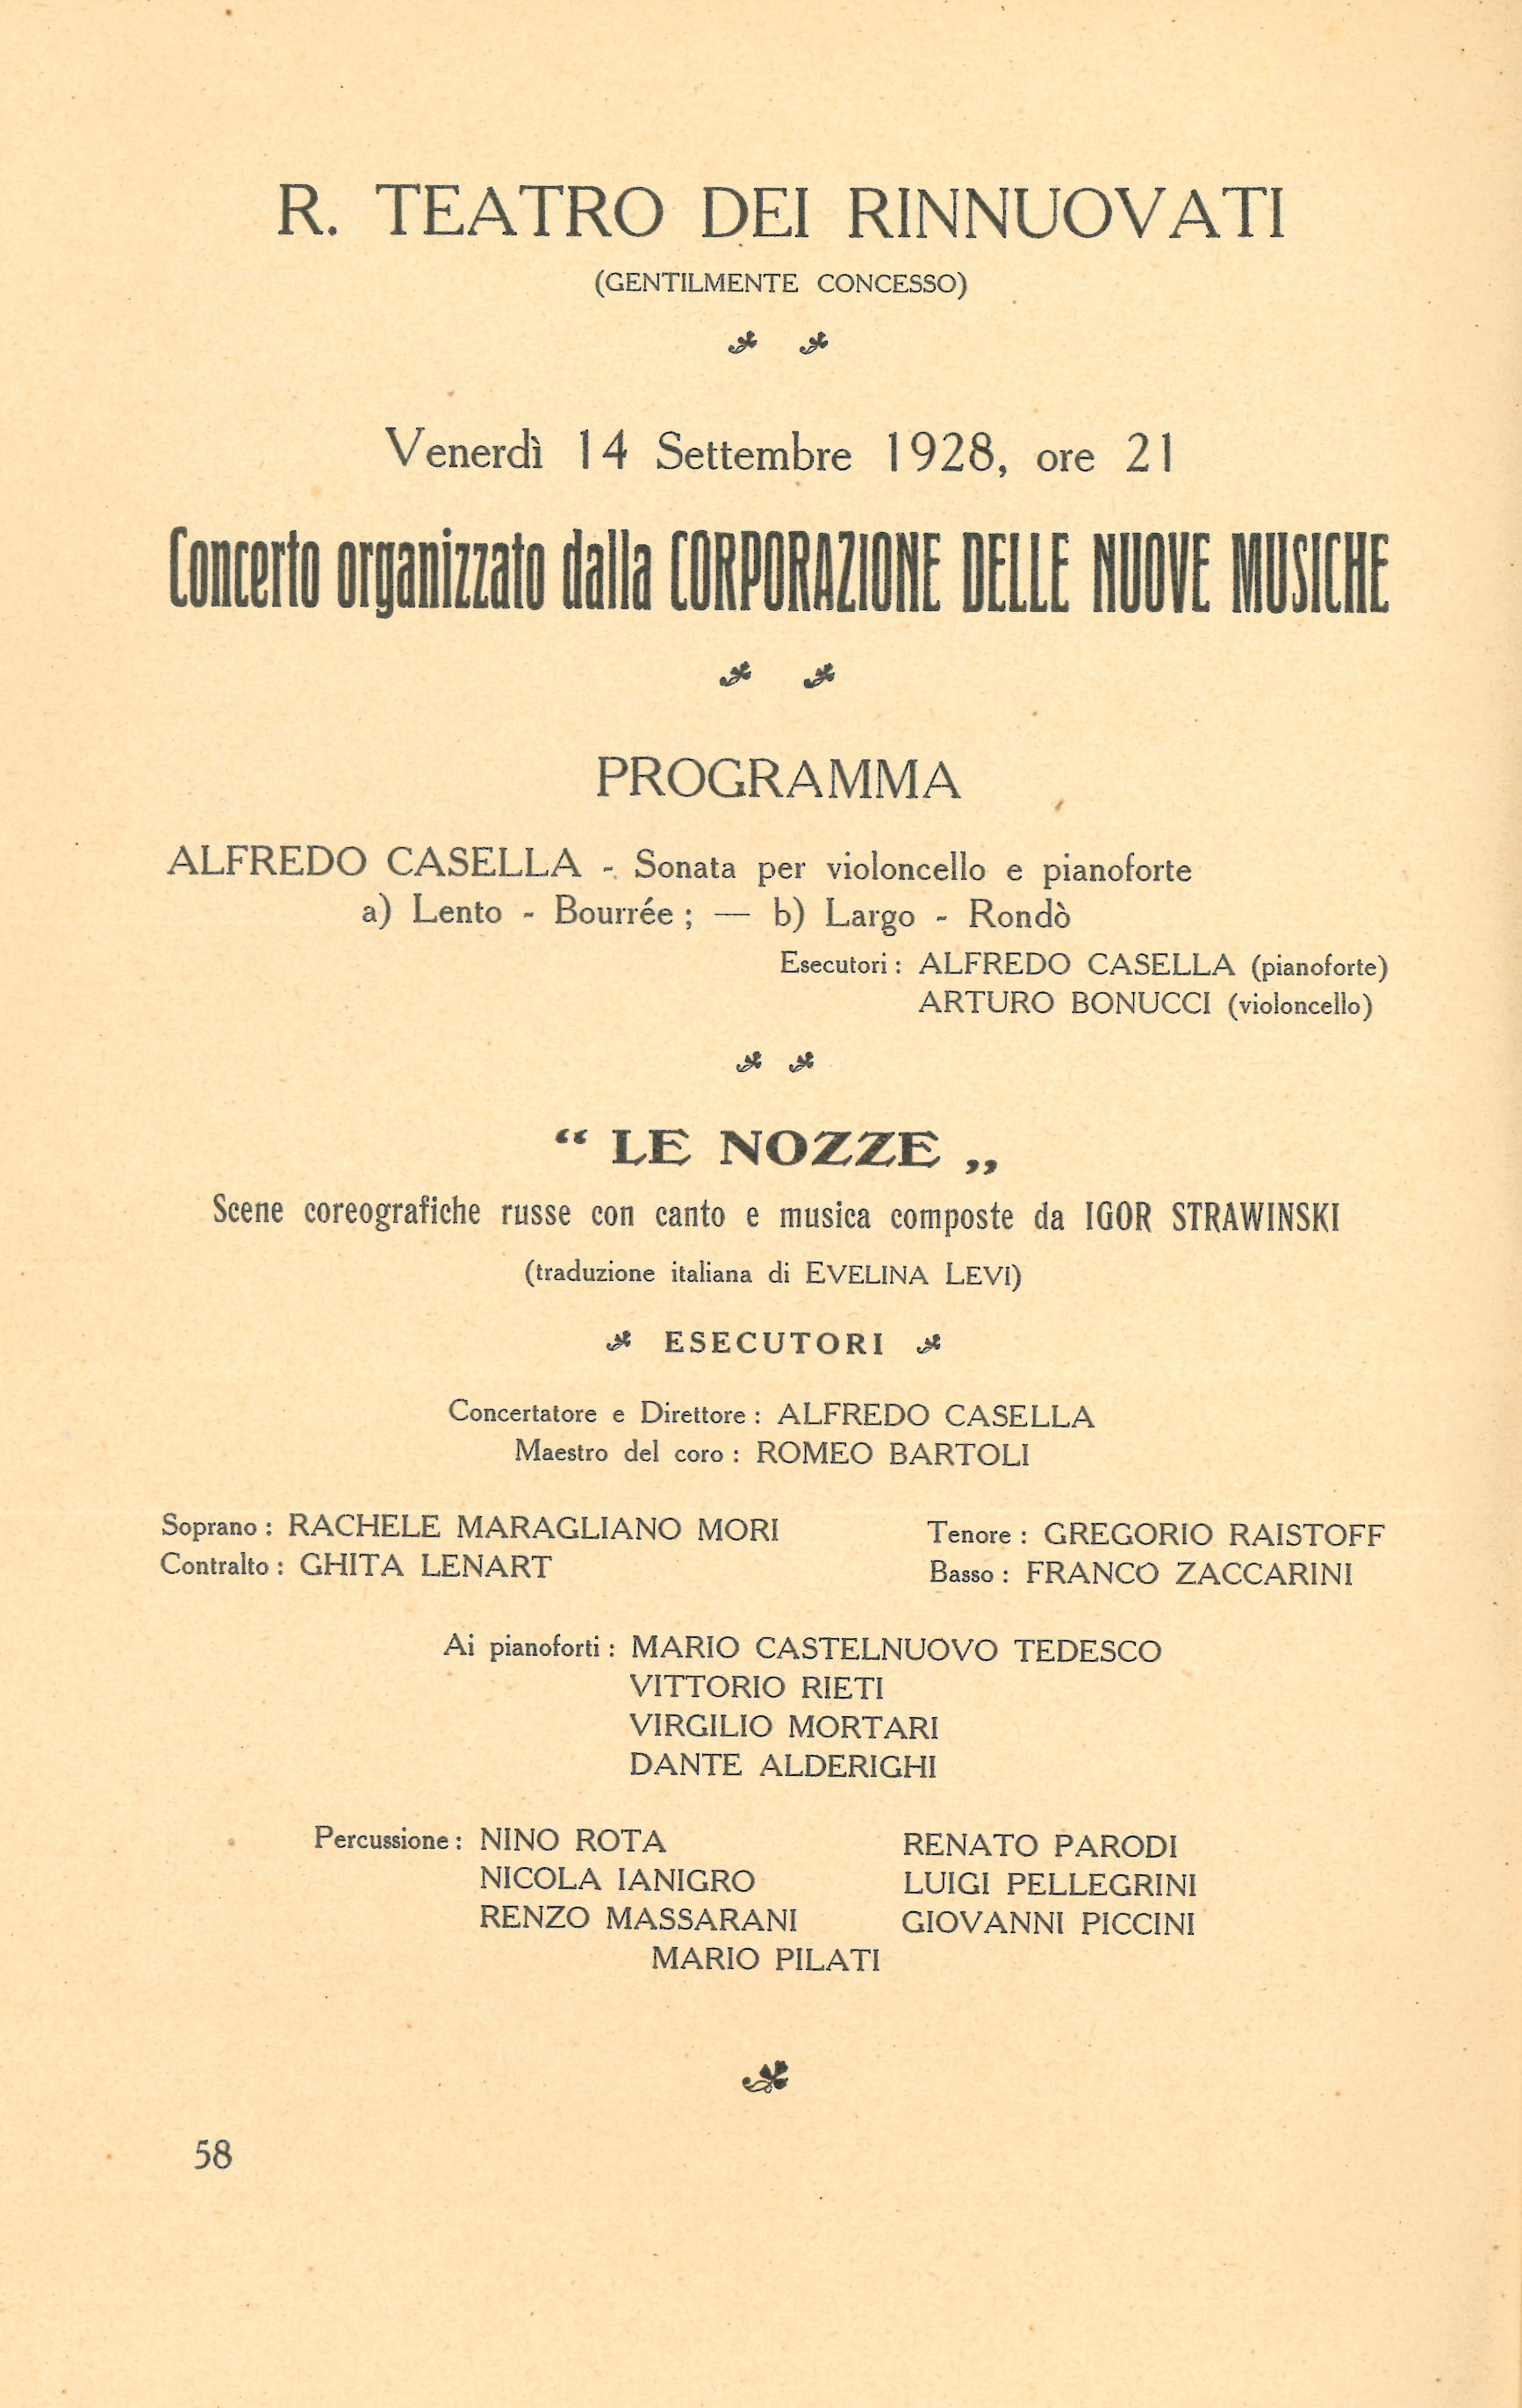 R. TEATRO DEI RINNUOVATI
(GENTILMENTE CONCESSO)
Venerdì 14 Settembre 1928, ore 21
Concerto organizzato dalla CORPORAZIONE DELLE NUOVE MUSICHE
PROGRAMMA
ALFREDO CASELLA - Sonata per violoncello e pianoforte
a) Lento - Bourrée ; — b) Largo - Rondò
Esecutori : ALFREDO CASELLA (pianoforte)
ARTURO BONUCCI (violoncello)
“ LE NOZZE „
Scene coreografiche russe con canto e musica composte da IGOR STRAWINSKI
(traduzione italiana di EVELINA LEVI)
ESECUTORI
Concertatore e Direttore : ALFREDO CASELLA
Maestro del coro : ROMEO BARTOLI
Soprano : RACHELE MARAGLIANO MORI
Contralto : GHITA LENART
Tenore : GREGORIO RAISTOFF
Basso : FRANCO ZACCARINI
Ai pianoforti : MARIO CASTELNUOVO TEDESCO
VITTORIO RIETI
VIRGILIO MORTARI
DANTE ALDERIGHI
Percussione : NINO ROTA
NICOLA IANIGRO
RENZO MASSARANI
RENATO PARODI
LUIGI PELLEGRINI
GIOVANNI PICCINI
MARIO PILATI
58